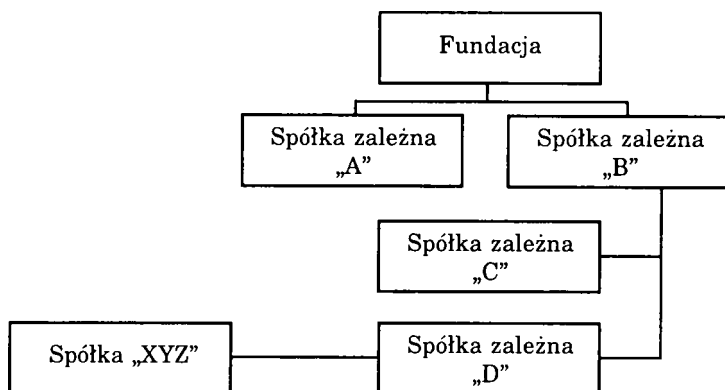 Fundacja
Spółka zależna
„A”
Spółka zależna
„B”
Spółka zależna
„C”
Spółka „XYZ”
Spółka zależna
„D”